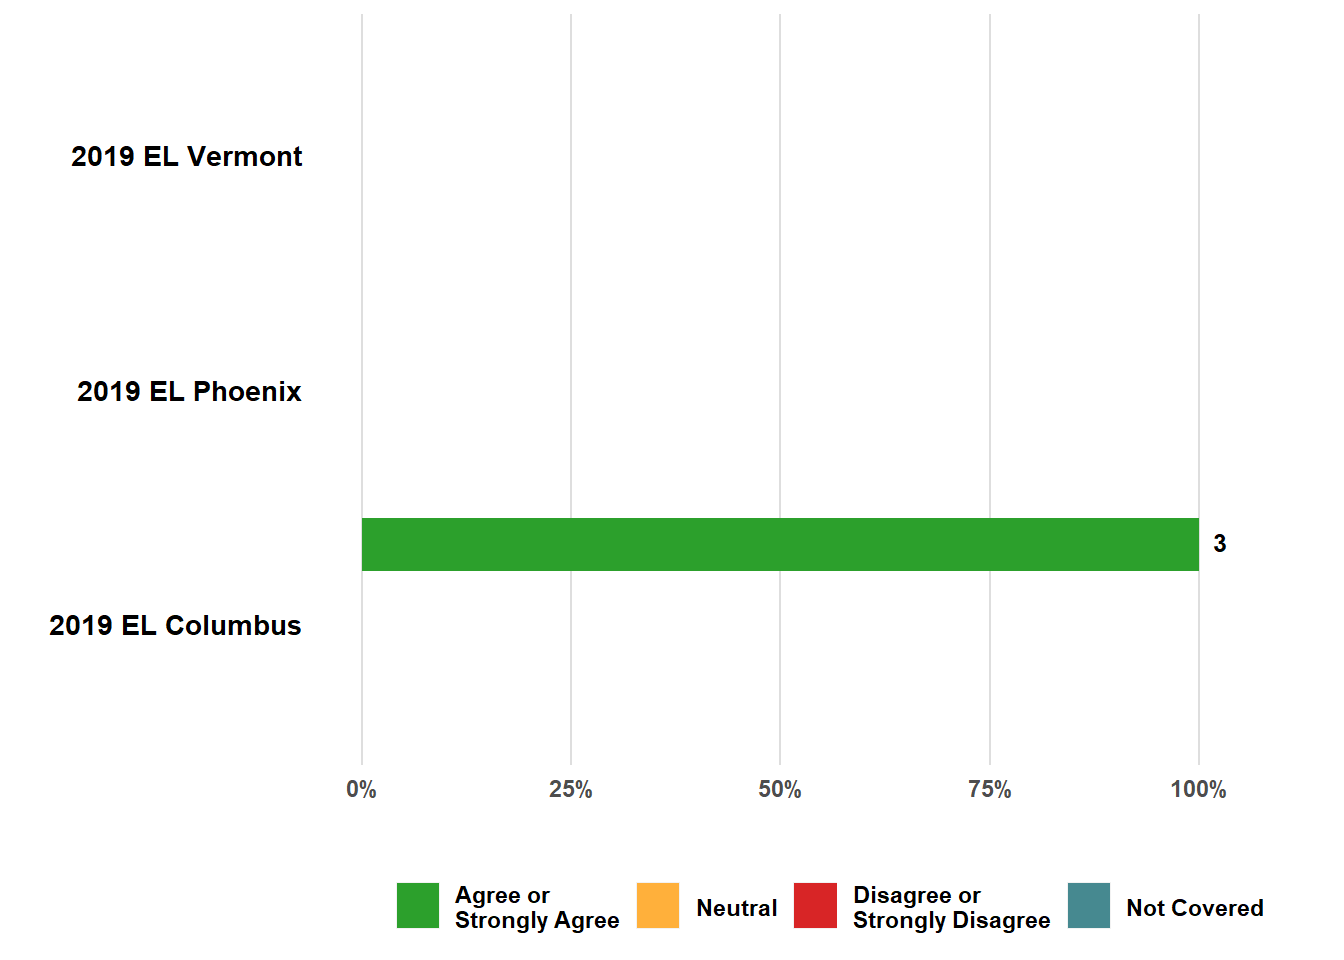 2019 EL Vermont
2019 EL Phoenix
3
2019 EL Columbus
0% 25% 50% 75% 100%
Agree or
Strongly Agree
Neutral
Disagree or
Strongly Disagree
Not Covered